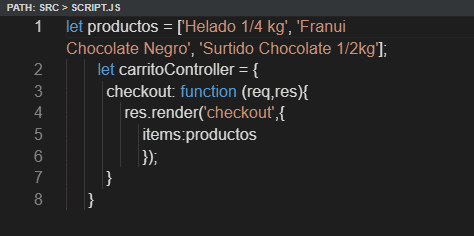 PATH: SRC > SCRIPT.JS
1 let productos = ['Helado 1/4 kg', 'Franui
Chocolate Negro', 'Surtido Chocolate 1/2kg'];
2 let carritoController = {
3 checkout: function (req,res){
4 res.render('checkout',{
5 items:productos
6 });
7 }
8 }